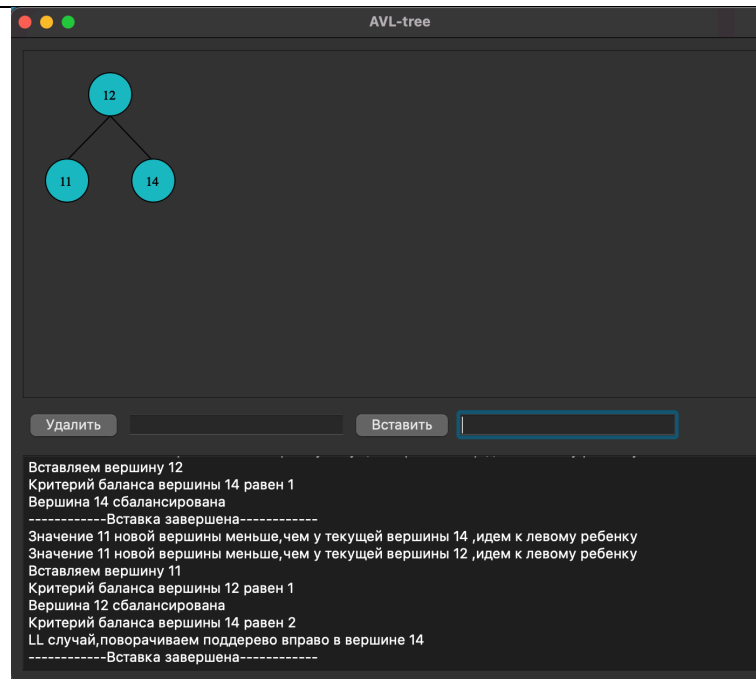 AVL-tree
12
11
14
Удалить
Вставить
Вставляем вершину 12
Критерий баланса вершины 14 равен 1
Вершина 14 сбалансирована
------------Вставка завершена------------
Значение 11 новой вершины меньше,чем у текущей вершины 14 ,идем к левому ребенку
Значение 11 новой вершины меньше,чем у текущей вершины 12 ,идем к левому ребенку
Вставляем вершину 11
Критерий баланса вершины 12 равен 1
Вершина 12 сбалансирована
Критерий баланса вершины 14 равен 2
LL случай,поворачиваем поддерево вправо в вершине 14
------------Вставка завершена------------